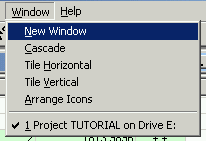 Window Help
New Window
Cascade
Tile Horizontal
Tile Vertical
Arrange Icons
✓ 1 Project TUTORIAL on Drive E: